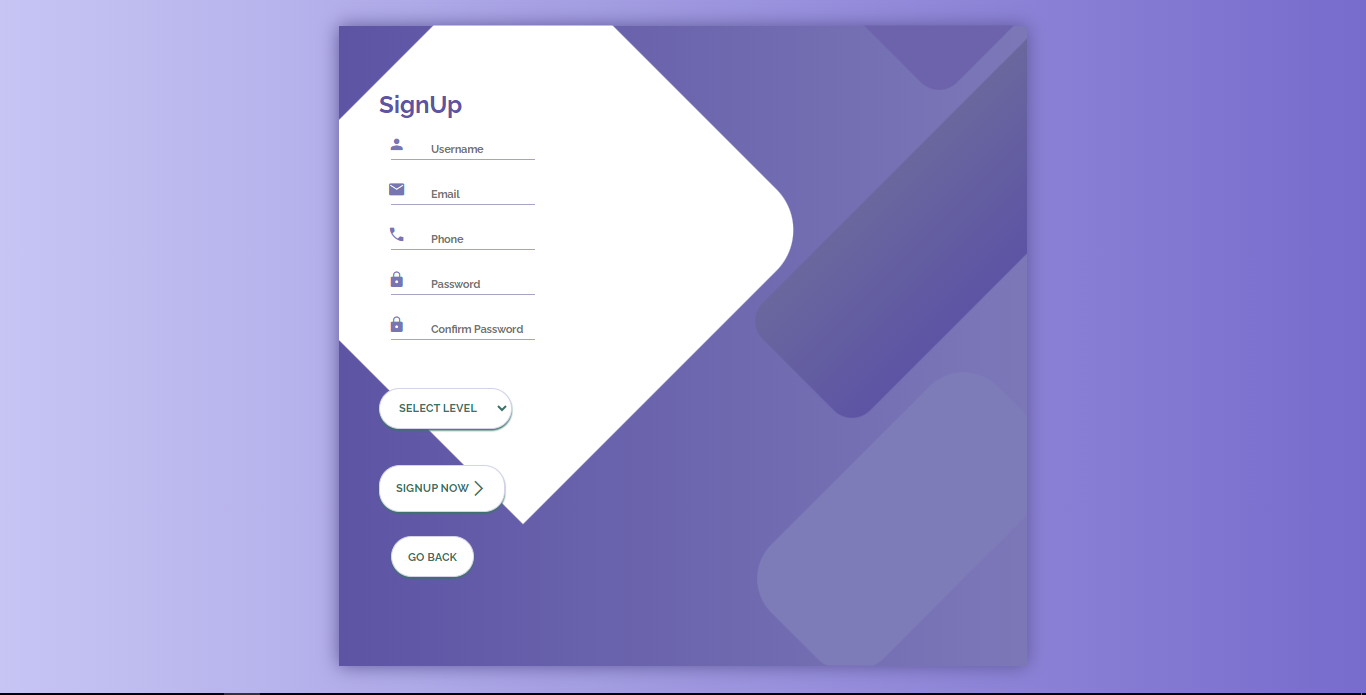 SignUp
Username
Email
Phone
Password
Confirm Password
SELECT LEVEL
SIGNUP NOW
GO BACK